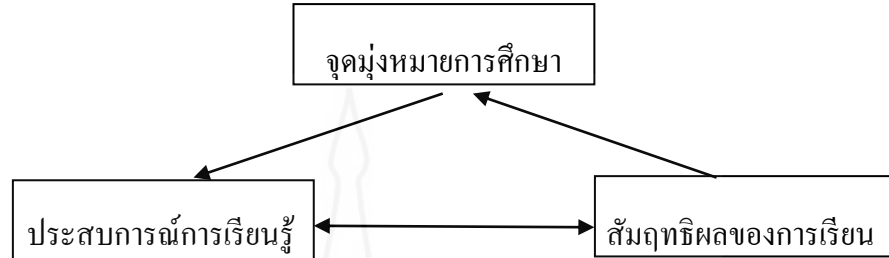 จุดมุ่งหมายการศึกษา
ประสบการณ์การเรียนรู้
สัมฤทธิผลของการเรียน